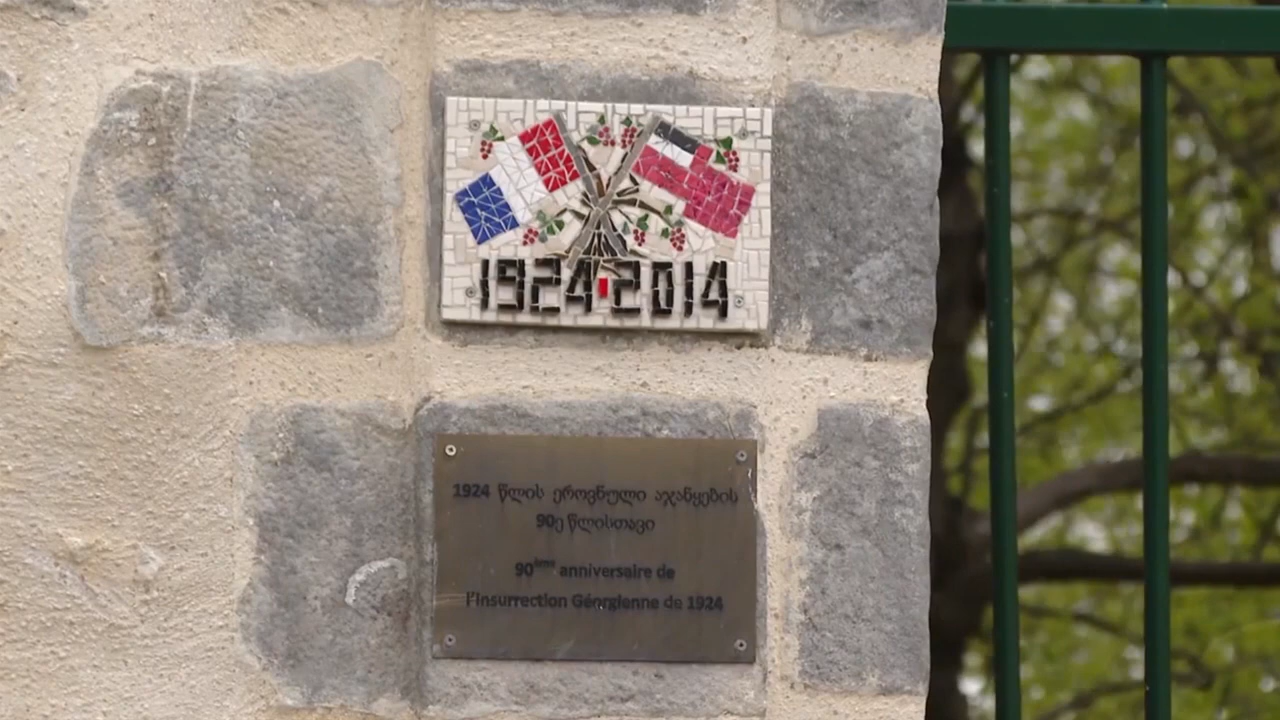 1924-2014
1924 წლის ეროვნული აჯანყების
90ე წლისთავი
90ème anniversaire de
l'Insurrection Géorgienne de 1924